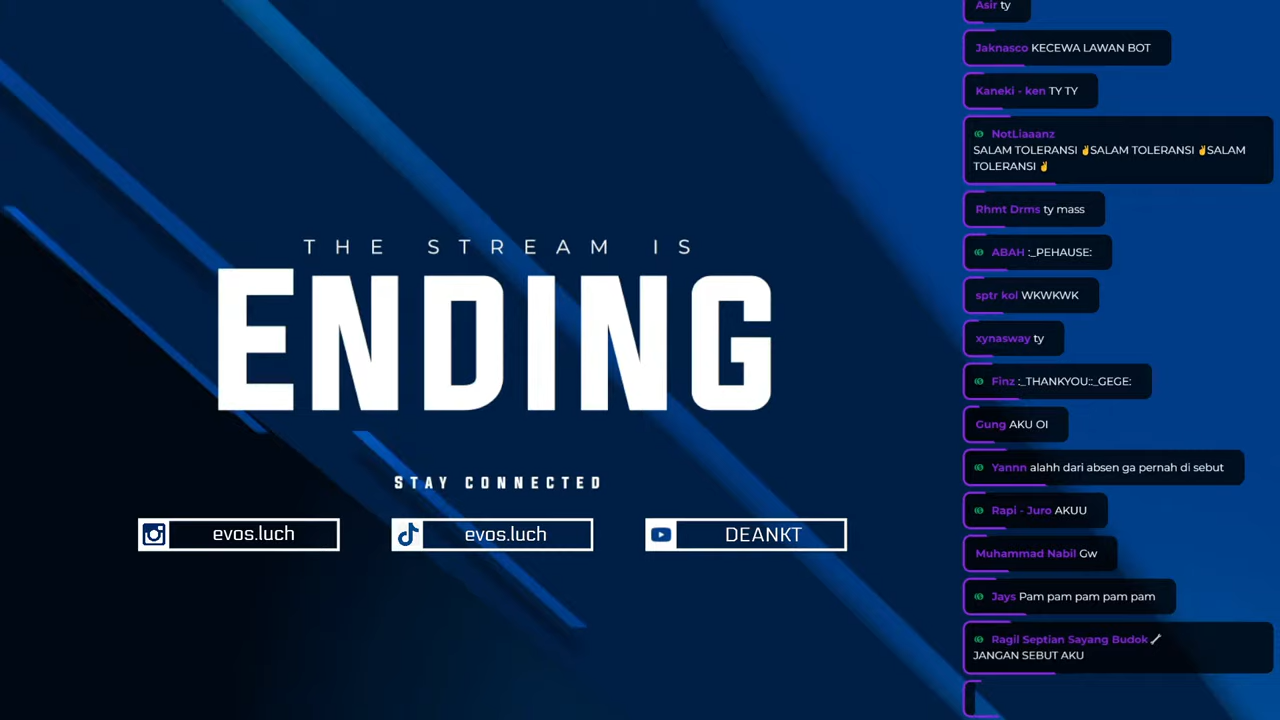 THE STREAM IS
ENDING
STAY CONNECTED
evos.luch
evos.luch
DEANKT
Asir ty
Jaknasco KECEWA LAWAN BOT
Kaneki - ken TY TY
NotLiaaanz
SALAM TOLERANSI ✌SALAM TOLERANSI ✌SALAM
TOLERANSI ✌
Rhmt Drms ty mass
ABAH :_PEHAUSE:
sptr kol WKWKWK
xynasway ty
Finz :_THANKYOU::_GEGE:
Gung AKU OI
Yannn alahh dari absen ga pernah di sebut
Rapi - Juro AKUU
Muhammad Nabil Gw
Jays Pam pam pam pam pam
Ragil Septian Sayang Budok
JANGAN SEBUT AKU